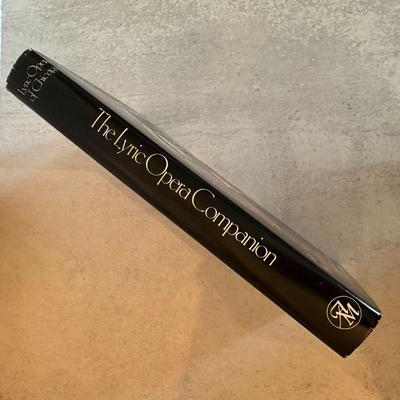 Lyric Opera
of Chicago
The Lyric Opera Companion